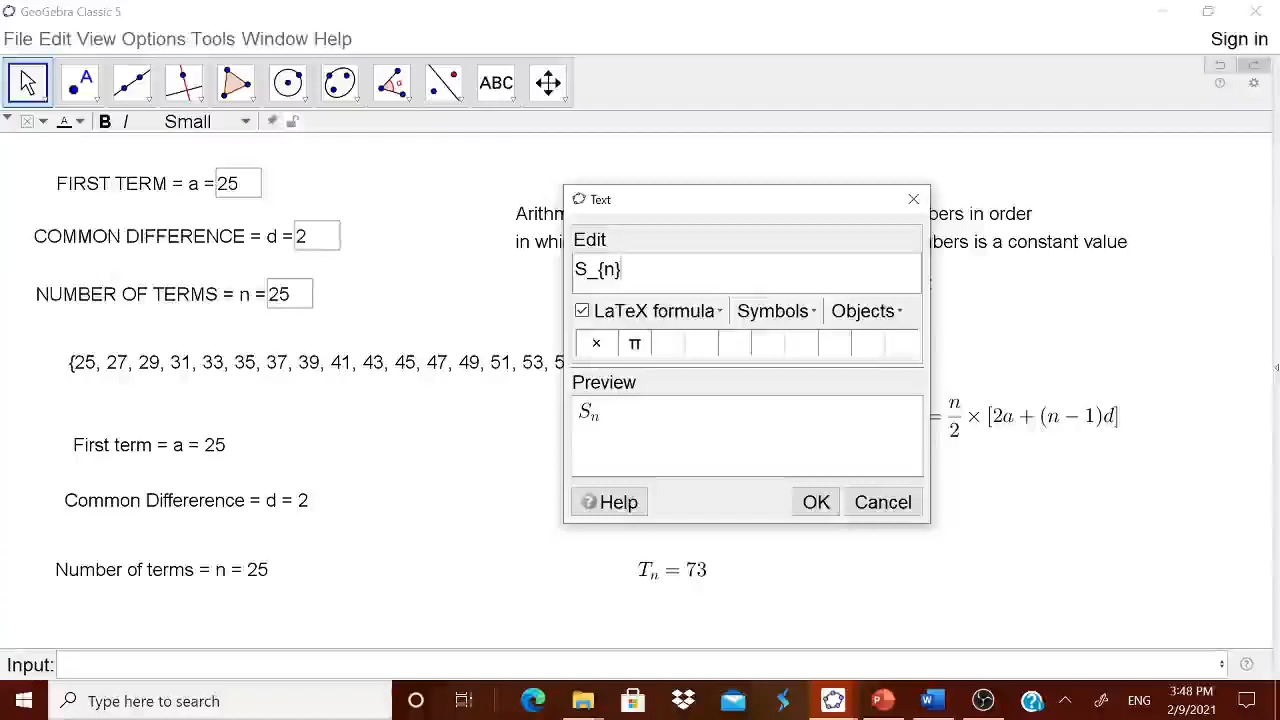 GeoGebra Classic 5
File Edit View Options Tools Window Help
Sign in
A
ABC
A B I Small
FIRST TERM = a = 25
COMMON DIFFERENCE = d = 2
NUMBER OF TERMS = n = 25
{25, 27, 29, 31, 33, 35, 37, 39, 41, 43, 45, 47, 49, 51, 53, 5
First term = a = 25
Common Differerence = d = 2
Number of terms = n = 25
Arithm
bers in order
in whi
bers is a constant value
Text
Edit
S_{n}
LaTeX formula Symbols Objects
× π
Preview
Sₙ
Help OK Cancel
= n/2 × [2a + (n − 1)d]
Tₙ = 73
Input:
Type here to search
ENG
3:48 PM
2/9/2021